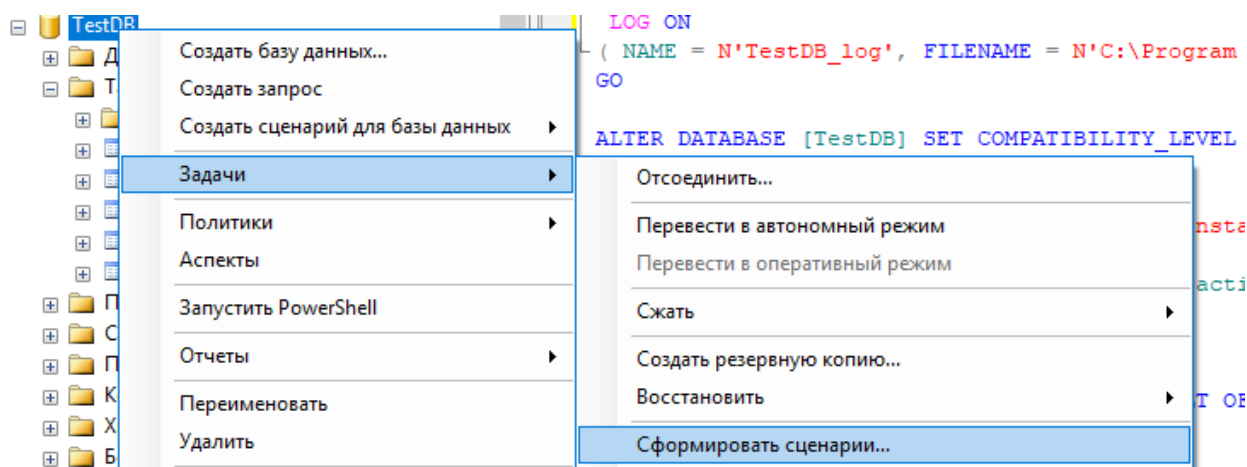 TestDB
Создать базу данных...
Создать запрос
Создать сценарий для базы данных
Задачи
Политики
Аспекты
Запустить PowerShell
Отчеты
Переименовать
Удалить
LOG ON
( NAME = N'TestDB_log', FILENAME = N'C:\Program
GO
ALTER DATABASE [TestDB] SET COMPATIBILITY_LEVEL
Отсоединить...
Перевести в автономный режим
Перевести в оперативный режим
Сжать
Создать резервную копию...
Восстановить
Сформировать сценарии...